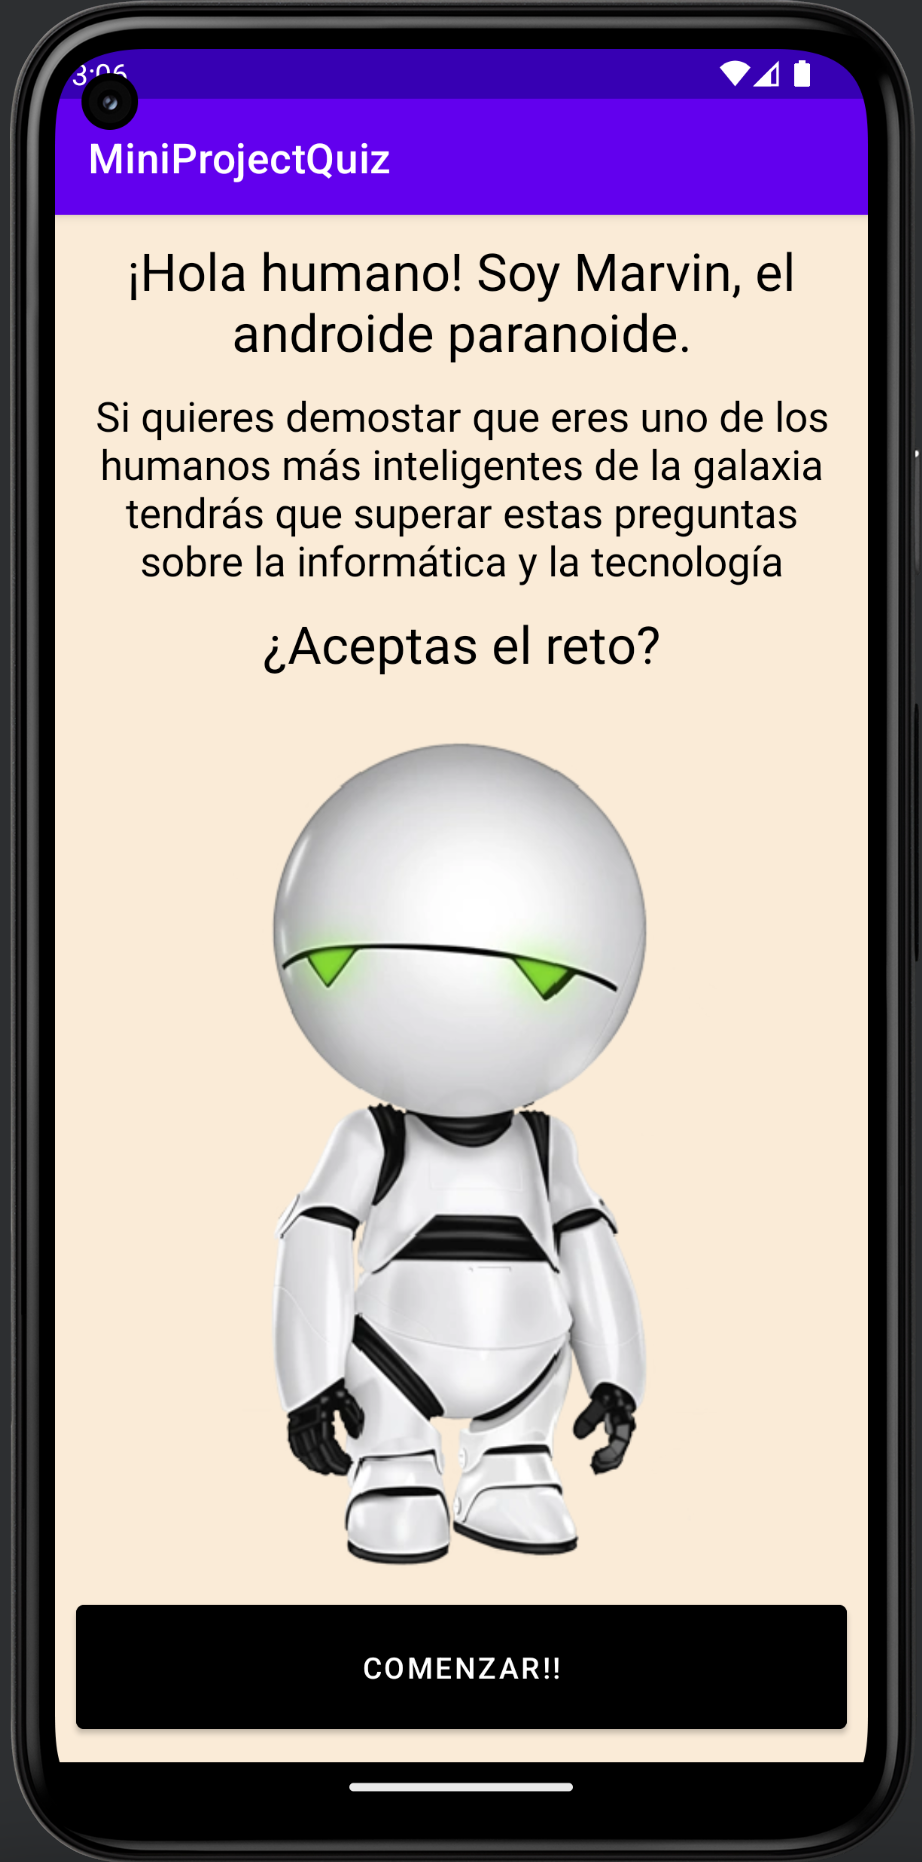 3:06
MiniProjectQuiz
¡Hola humano! Soy Marvin, el
androide paranoide.
Si quieres demostar que eres uno de los
humanos más inteligentes de la galaxia
tendrás que superar estas preguntas
sobre la informática y la tecnología
¿Aceptas el reto?
COMENZAR!!